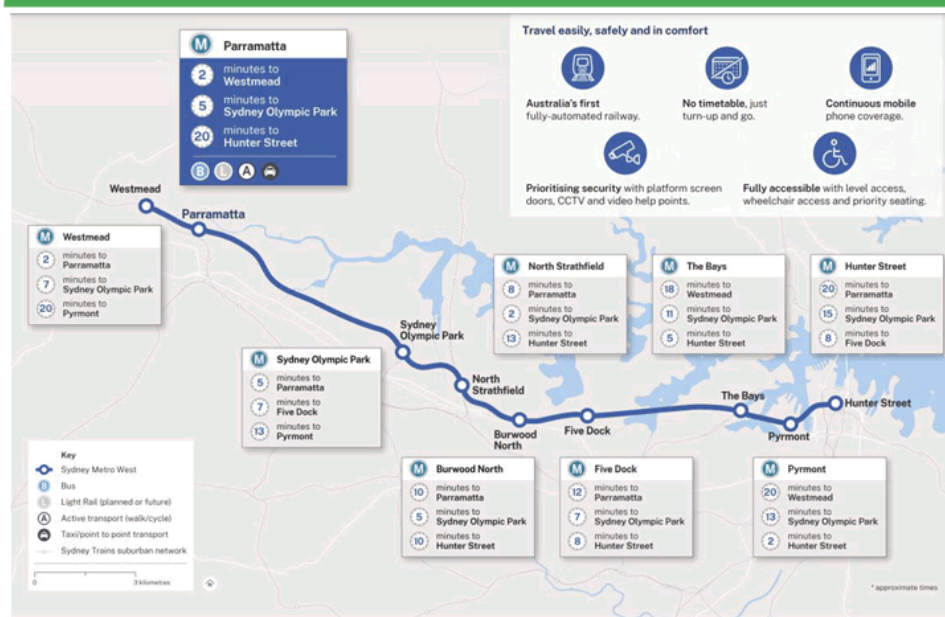 M Parramatta
2 minutes to
Westmead
5 minutes to
Sydney Olympic Park
20 minutes to
Hunter Street
B L A
Travel easily, safely and in comfort
Australia's first
fully-automated railway.
No timetable, just
turn-up and go.
Continuous mobile
phone coverage.
Prioritising security with platform screen
doors, CCTV and video help points.
Fully accessible with level access,
wheelchair access and priority seating.
Westmead
Parramatta
Sydney
Olympic Park
North
Strathfield
Burwood
North
Five Dock
The Bays
Pyrmont
Hunter Street
M Westmead
2 minutes to
Parramatta
7 minutes to
Sydney Olympic Park
20 minutes to
Pyrmont
M North Strathfield
8 minutes to
Parramatta
2 minutes to
Sydney Olympic Park
13 minutes to
Hunter Street
M The Bays
18 minutes to
Westmead
11 minutes to
Sydney Olympic Park
5 minutes to
Hunter Street
M Hunter Street
20 minutes to
Parramatta
15 minutes to
Sydney Olympic Park
8 minutes to
Five Dock
M Sydney Olympic Park
5 minutes to
Parramatta
7 minutes to
Five Dock
13 minutes to
Pyrmont
M Burwood North
10 minutes to
Parramatta
5 minutes to
Sydney Olympic Park
10 minutes to
Hunter Street
M Five Dock
12 minutes to
Parramatta
7 minutes to
Sydney Olympic Park
8 minutes to
Hunter Street
M Pyrmont
20 minutes to
Westmead
13 minutes to
Sydney Olympic Park
2 minutes to
Hunter Street
Key
Sydney Metro West
B Bus
L Light Rail (planned or future)
A Active transport (walk/cycle)
Taxi/point to point transport
Sydney Trains suburban network
0 3 kilometres
* approximate times